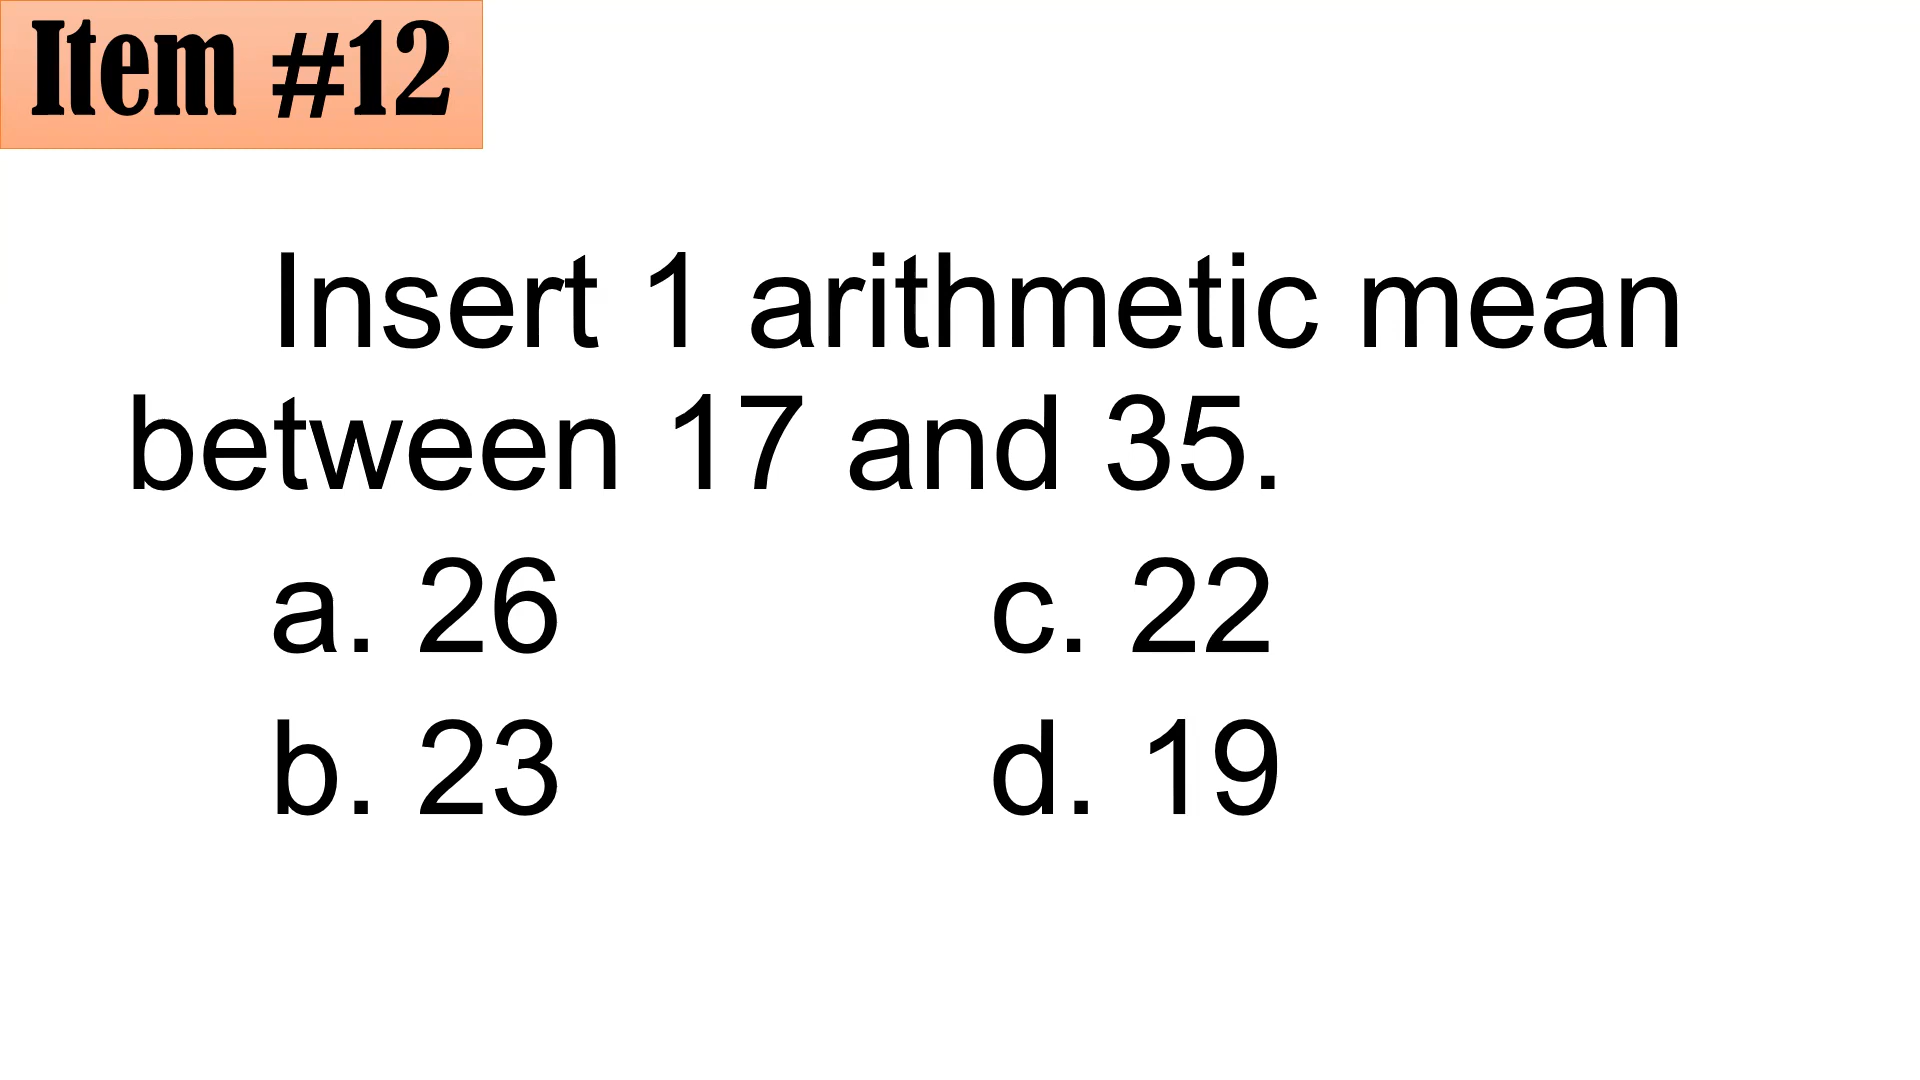 Item #12
Insert 1 arithmetic mean
between 17 and 35.
a. 26 c. 22
b. 23 d. 19